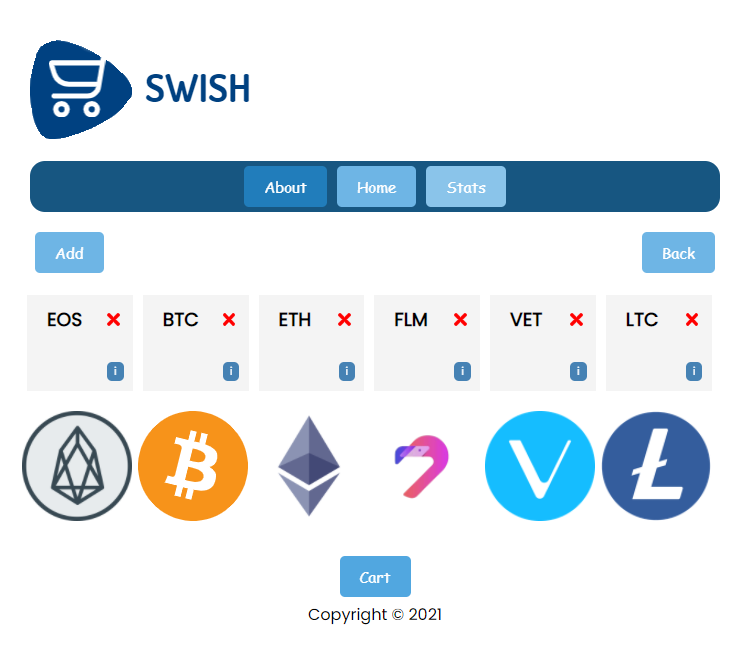 SWISH
About Home Stats
Add Back
EOS BTC ETH FLM VET LTC
i i i i i i
Cart
Copyright © 2021